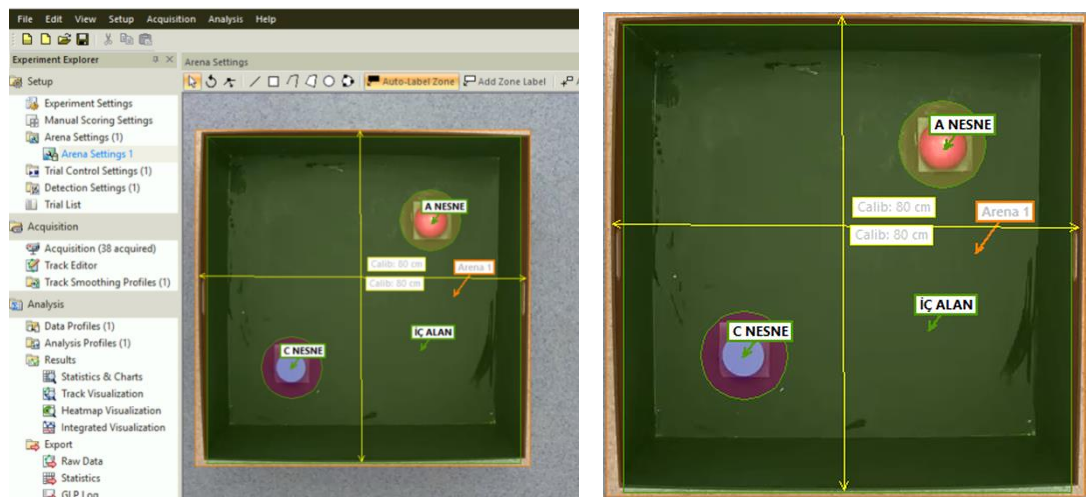 File Edit View Setup Acquisition Analysis Help
Experiment Explorer
Setup
Experiment Settings
Manual Scoring Settings
Arena Settings (1)
Arena Settings 1
Trial Control Settings (1)
Detection Settings (1)
Trial List
Acquisition
Acquisition (38 acquired)
Track Editor
Track Smoothing Profiles (1)
Analysis
Data Profiles (1)
Analysis Profiles (1)
Results
Statistics & Charts
Track Visualization
Heatmap Visualization
Integrated Visualization
Export
Raw Data
Statistics
GLP Log
Arena Settings
Auto-Label Zone Add Zone Label A
A NESNE
Calib: 80 cm
Arena 1
Calib: 80 cm
İÇ ALAN
C NESNE
A NESNE
Calib: 80 cm
Arena 1
Calib: 80 cm
İÇ ALAN
C NESNE